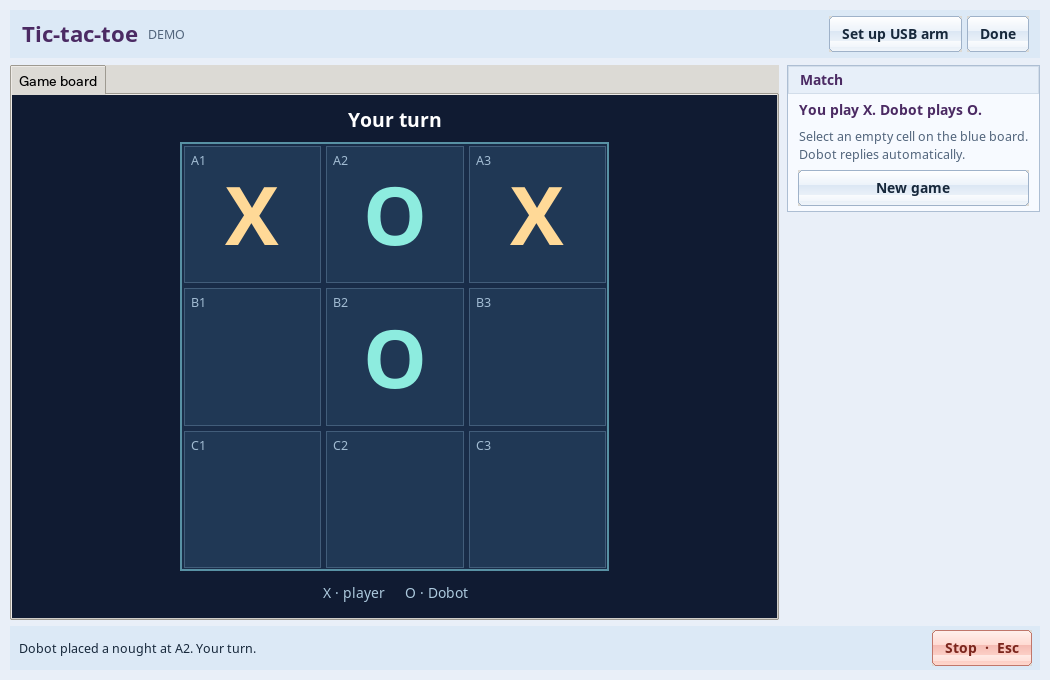 Tic-tac-toe DEMO
Set up USB arm
Done
Game board
Your turn
A1
A2
A3
X
O
X
B1
B2
B3
O
C1
C2
C3
X · player O · Dobot
Match
You play X. Dobot plays O.
Select an empty cell on the blue board.
Dobot replies automatically.
New game
Dobot placed a nought at A2. Your turn.
Stop · Esc